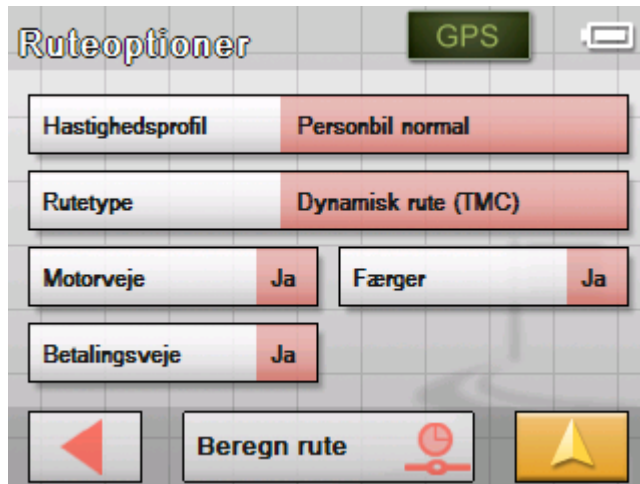 Ruteoptioner GPS
Hastighedsprofil Personbil normal
Rutetype Dynamisk rute (TMC)
Motorveje Ja Færger Ja
Betalingsveje Ja
Beregn rute